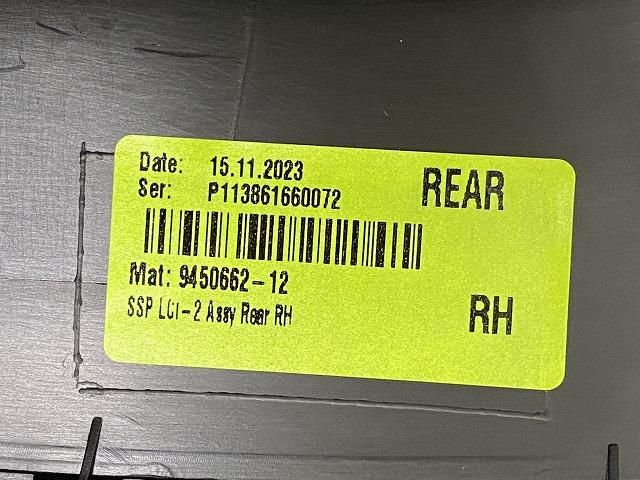 Date: 15.11.2023
Ser: P113861660072
REAR
Mat: 9450662-12
SSP LCI-2 Assy Rear RH
RH